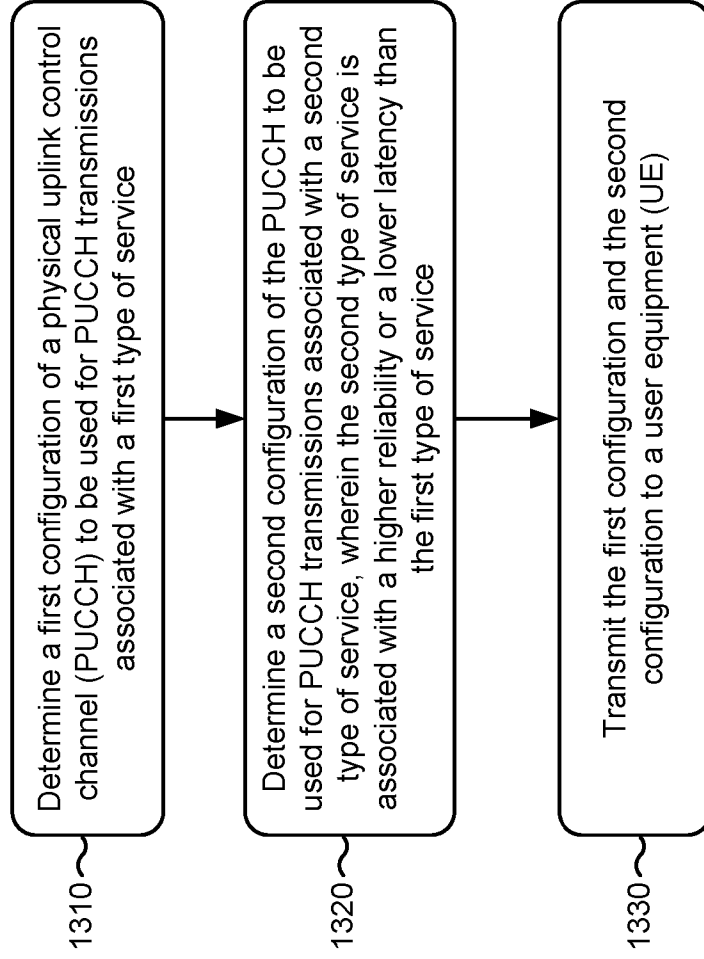 1310
Determine a first configuration of a physical uplink control
channel (PUCCH) to be used for PUCCH transmissions
associated with a first type of service
1320
Determine a second configuration of the PUCCH to be
used for PUCCH transmissions associated with a second
type of service, wherein the second type of service is
associated with a higher reliability or a lower latency than
the first type of service
1330
Transmit the first configuration and the second
configuration to a user equipment (UE)